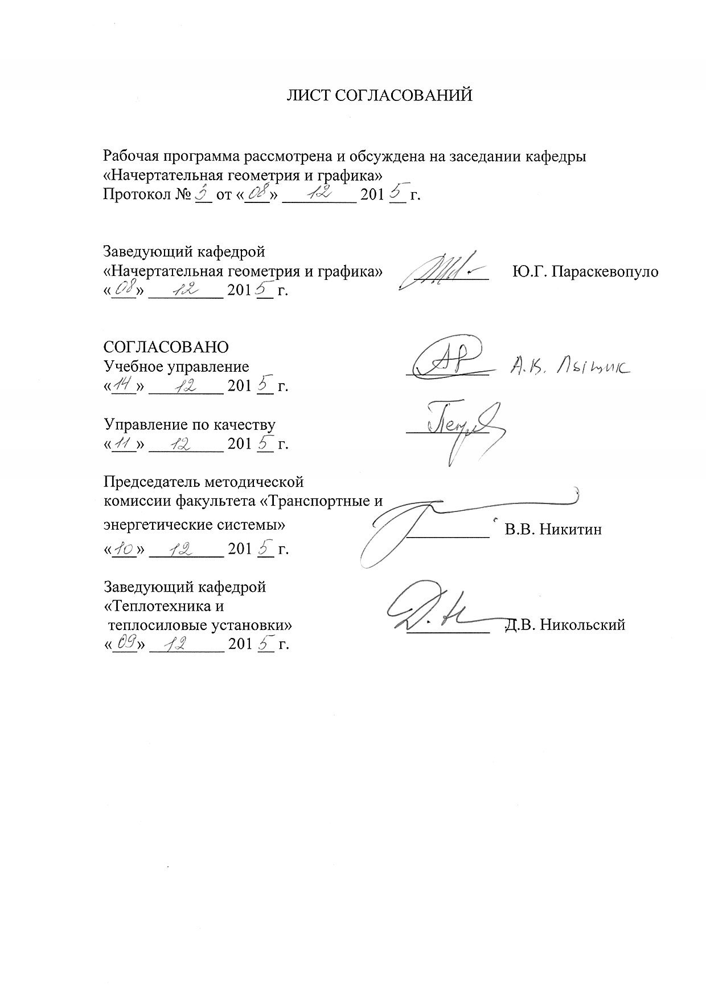 ЛИСТ СОГЛАСОВАНИЙ
Рабочая программа рассмотрена и обсуждена на заседании кафедры
«Начертательная геометрия и графика»
Протокол № от «08» 12 2015 г.
Заведующий кафедрой
«Начертательная геометрия и графика» Ю.Г. Параскевопуло
«08» 12 2015 г.
СОГЛАСОВАНО
Учебное управление А.К. Лыщик
«14» 12 2015 г.
Управление по качеству
«11» 12 2015 г.
Председатель методической
комиссии факультета «Транспортные и
энергетические системы» В.В. Никитин
«10» 12 2015 г.
Заведующий кафедрой
«Теплотехника и
теплосиловые установки» Д.В. Никольский
«09» 12 2015 г.